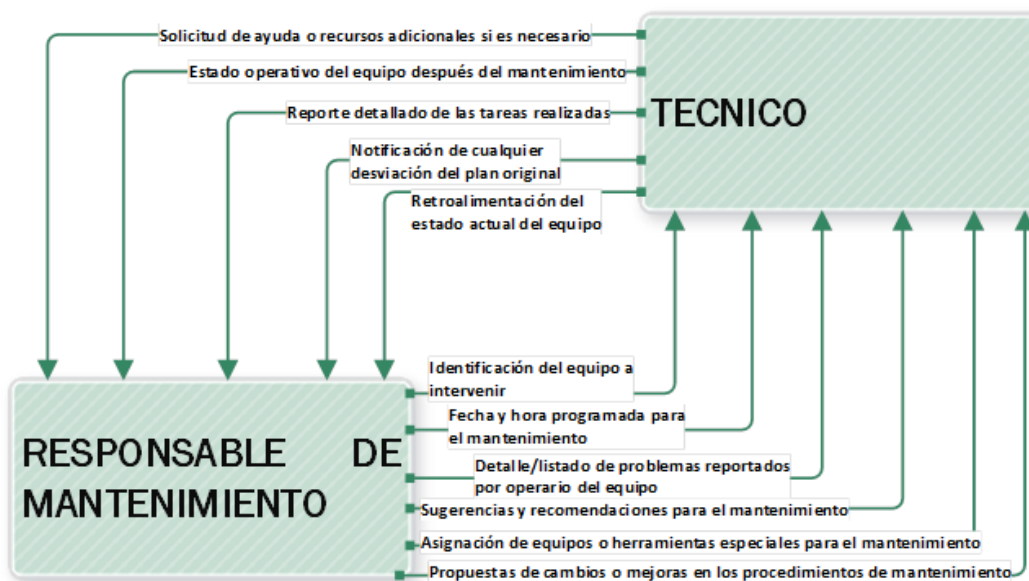 Solicitud de ayuda o recursos adicionales si es necesario
Estado operativo del equipo después del mantenimiento
Reporte detallado de las tareas realizadas
TECNICO
Notificación de cualquier
desviación del plan original
Retroalimentación del
estado actual del equipo
Identificación del equipo a
intervenir
Fecha y hora programada para
el mantenimiento
RESPONSABLE DE
MANTENIMIENTO
Detalle/listado de problemas reportados
por operario del equipo
Sugerencias y recomendaciones para el mantenimiento
Asignación de equipos o herramientas especiales para el mantenimiento
Propuestas de cambios o mejoras en los procedimientos de mantenimiento